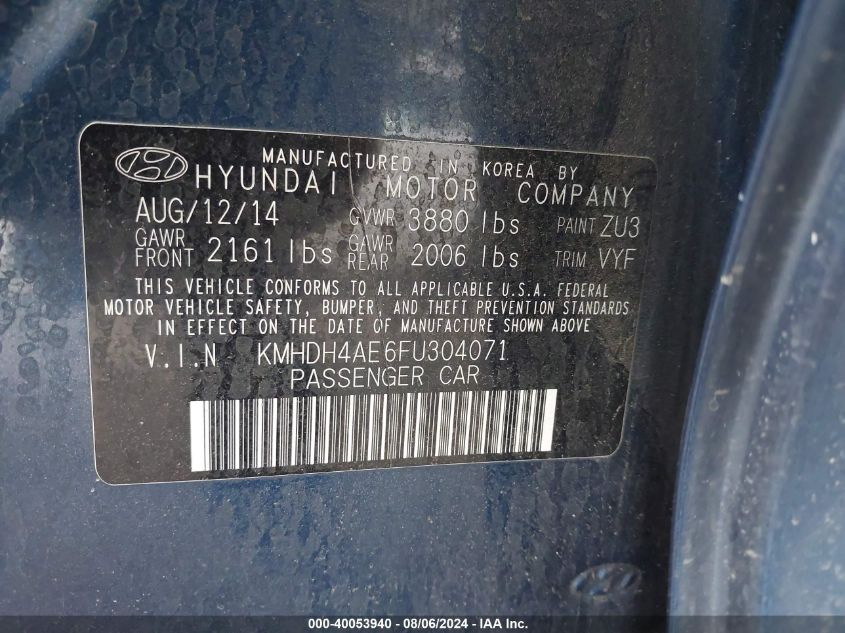 MANUFACTURED IN KOREA BY
HYUNDAI MOTOR COMPANY
AUG/12/14 GVWR 3880 lbs PAINT ZU3
GAWR FRONT 2161 lbs GAWR REAR 2006 lbs TRIM VYF
THIS VEHICLE CONFORMS TO ALL APPLICABLE U.S.A. FEDERAL
MOTOR VEHICLE SAFETY, BUMPER, AND THEFT PREVENTION STANDARDS
IN EFFECT ON THE DATE OF MANUFACTURE SHOWN ABOVE
V.I.N KMHDH4AE6FU304071
PASSENGER CAR
000-40053940 - 08/06/2024 - IAA Inc.